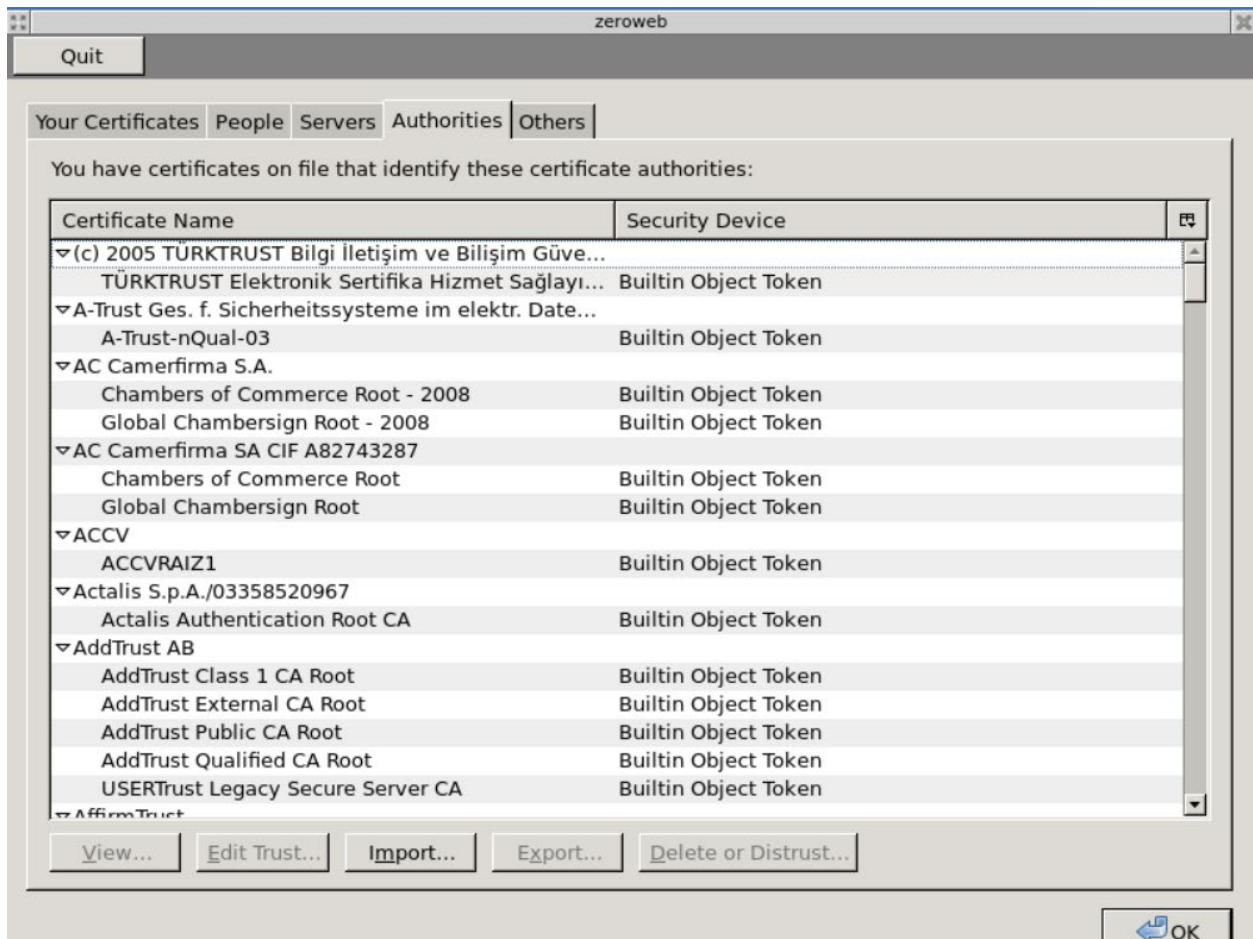 zeroweb
Quit
Your Certificates People Servers Authorities Others
You have certificates on file that identify these certificate authorities:
Certificate Name Security Device
(c) 2005 TÜRKTRUST Bilgi İletişim ve Bilişim Güve...
TÜRKTRUST Elektronik Sertifika Hizmet Sağlayı... Builtin Object Token
A-Trust Ges. f. Sicherheitssysteme im elektr. Date...
A-Trust-nQual-03 Builtin Object Token
AC Camerfirma S.A.
Chambers of Commerce Root - 2008 Builtin Object Token
Global Chambersign Root - 2008 Builtin Object Token
AC Camerfirma SA CIF A82743287
Chambers of Commerce Root Builtin Object Token
Global Chambersign Root Builtin Object Token
ACCV
ACCVRAIZ1 Builtin Object Token
Actalis S.p.A./03358520967
Actalis Authentication Root CA Builtin Object Token
AddTrust AB
AddTrust Class 1 CA Root Builtin Object Token
AddTrust External CA Root Builtin Object Token
AddTrust Public CA Root Builtin Object Token
AddTrust Qualified CA Root Builtin Object Token
USERTrust Legacy Secure Server CA Builtin Object Token
AffirmTrust
View... Edit Trust... Import... Export... Delete or Distrust...
OK